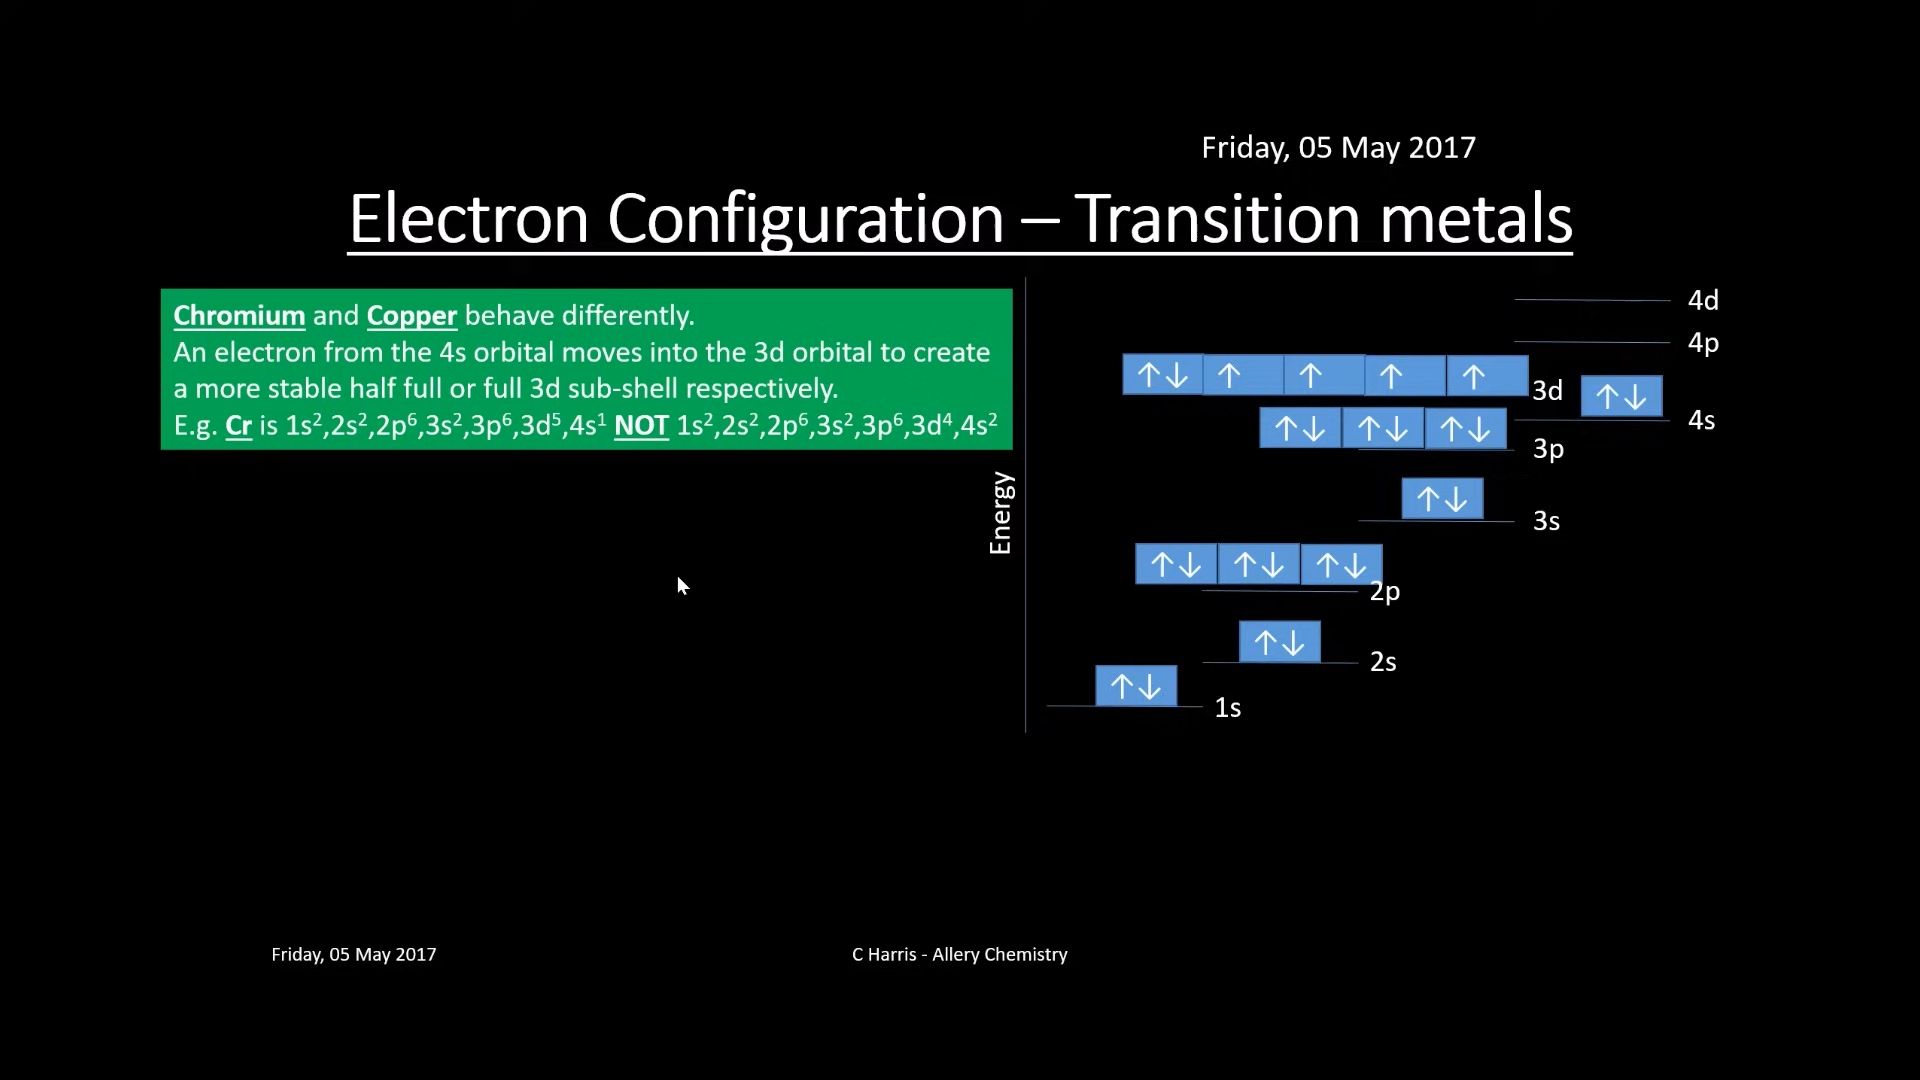 Friday, 05 May 2017
Electron Configuration – Transition metals
Chromium and Copper behave differently.
An electron from the 4s orbital moves into the 3d orbital to create
a more stable half full or full 3d sub-shell respectively.
E.g. Cr is 1s²,2s²,2p⁶,3s²,3p⁶,3d⁵,4s¹ NOT 1s²,2s²,2p⁶,3s²,3p⁶,3d⁴,4s²
Energy
4d
4p
↑↓ ↑ ↑ ↑ ↑ 3d
↑↓ 4s
↑↓ ↑↓ ↑↓ 3p
↑↓ 3s
↑↓ ↑↓ ↑↓ 2p
↑↓ 2s
↑↓ 1s
Friday, 05 May 2017
C Harris - Allery Chemistry